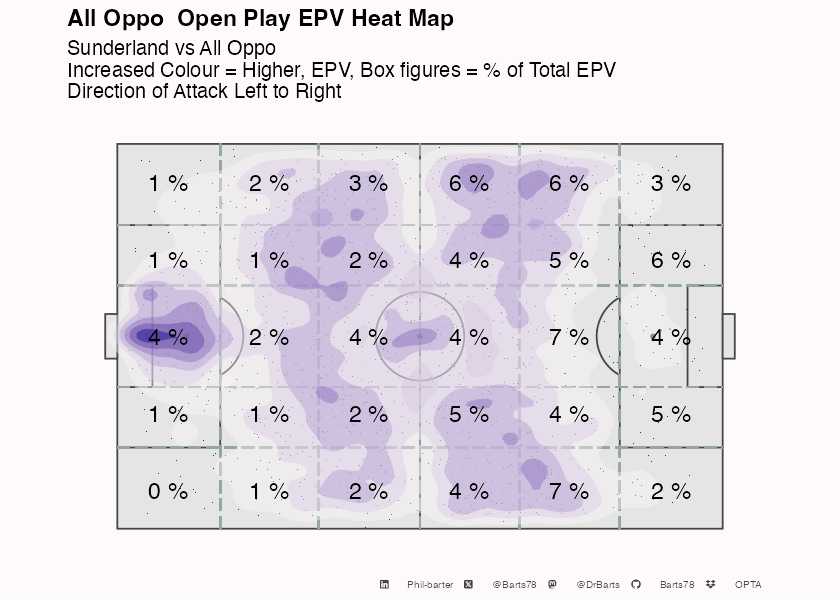 All Oppo  Open Play EPV Heat Map
Sunderland vs All Oppo
Increased Colour = Higher, EPV, Box figures = % of Total EPV
Direction of Attack Left to Right
1 % 2 % 3 % 6 % 6 % 3 %
1 % 1 % 2 % 4 % 5 % 6 %
4 % 2 % 4 % 4 % 7 % 4 %
1 % 1 % 2 % 5 % 4 % 5 %
0 % 1 % 2 % 4 % 7 % 2 %
Phil-barter @Barts78 @DrBarts Barts78 OPTA